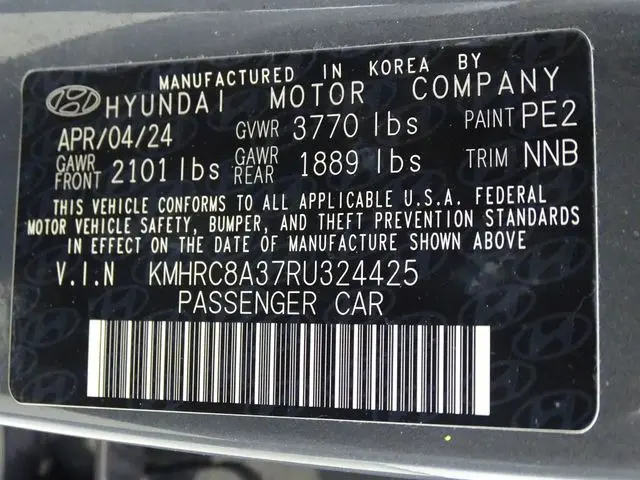 MANUFACTURED IN KOREA BY
HYUNDAI MOTOR COMPANY
APR/04/24 GVWR 3770 lbs PAINT PE2
GAWR FRONT 2101 lbs GAWR REAR 1889 lbs TRIM NNB
THIS VEHICLE CONFORMS TO ALL APPLICABLE U.S.A. FEDERAL
MOTOR VEHICLE SAFETY, BUMPER, AND THEFT PREVENTION STANDARDS
IN EFFECT ON THE DATE OF MANUFACTURE SHOWN ABOVE
V.I.N KMHRC8A37RU324425
PASSENGER CAR